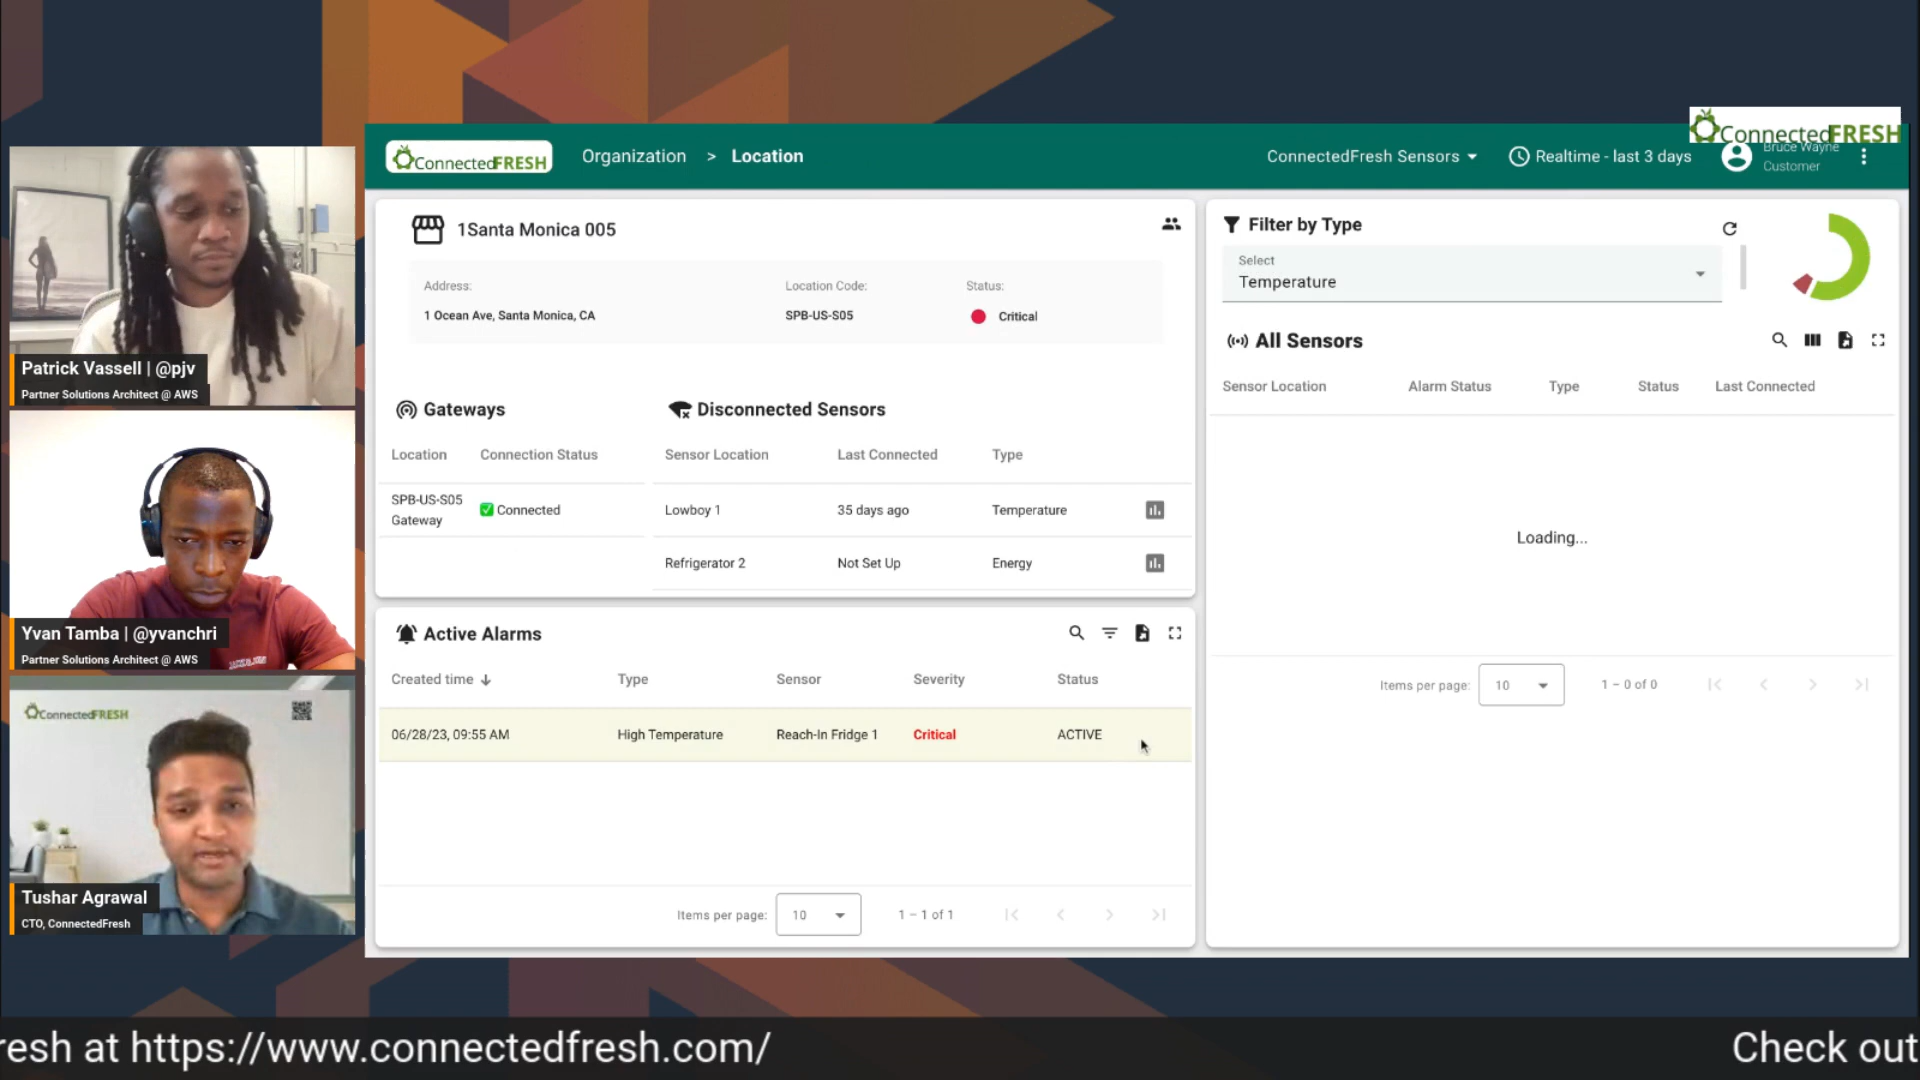 ConnectedFRESH
Organization > Location
ConnectedFresh Sensors
Realtime - last 3 days
ConnectedFRESH
Bruce Wayne
Customer
1Santa Monica 005
Address:
Location Code:
Status:
1 Ocean Ave, Santa Monica, CA
SPB-US-S05
Critical
Gateways
Location
Connection Status
SPB-US-S05
Gateway
Connected
Disconnected Sensors
Sensor Location
Last Connected
Type
Lowboy 1
35 days ago
Temperature
Refrigerator 2
Not Set Up
Energy
Active Alarms
Created time
Type
Sensor
Severity
Status
06/28/23, 09:55 AM
High Temperature
Reach-In Fridge 1
Critical
ACTIVE
Items per page:
10
1 – 1 of 1
Filter by Type
Select
Temperature
All Sensors
Sensor Location
Alarm Status
Type
Status
Last Connected
Loading...
Items per page:
10
1 – 0 of 0
Patrick Vassell | @pjv
Partner Solutions Architect @ AWS
Yvan Tamba | @yvanchri
Partner Solutions Architect @ AWS
ConnectedFRESH
Tushar Agrawal
CTO, ConnectedFresh
resh at https://www.connectedfresh.com/
Check out